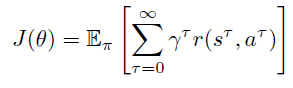 J(θ) = 𝔼_π [ ∑_{τ=0}^{∞} γ^τ r(s^τ, a^τ) ]